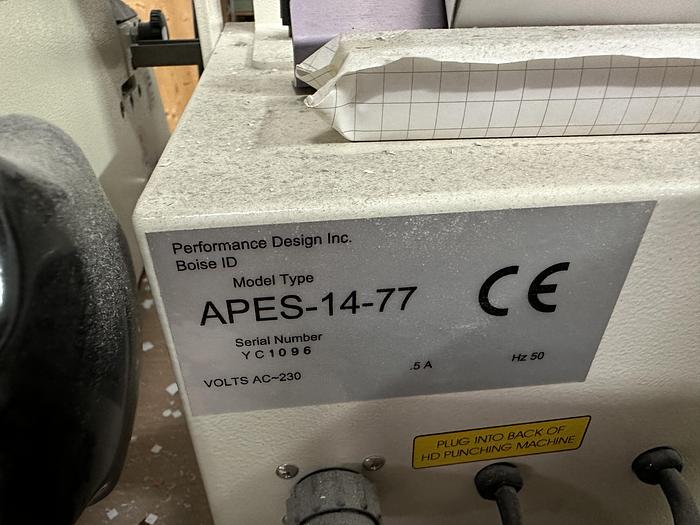 Performance Design Inc.
Boise ID
Model Type
APES-14-77
CE
Serial Number
YC1096
VOLTS AC~230 .5 A Hz 50
PLUG INTO BACK OF
HD PUNCHING MACHINE